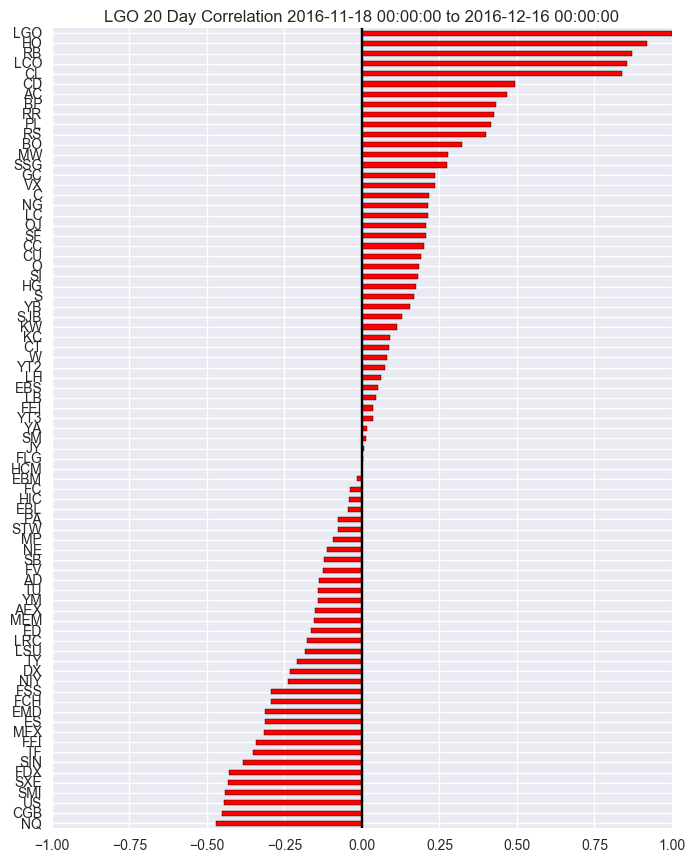 LGO 20 Day Correlation 2016-11-18 00:00:00 to 2016-12-16 00:00:00
LGO
HO
RB
LCO
CL
CD
AC
BP
RR
PL
RS
BO
MW
SSG
GC
VX
C
NG
LC
OJ
SF
CC
CU
O
SI
HG
S
YB
SJB
KW
KC
CT
W
YT2
LH
EBS
LB
YT3
YA
SM
JY
FLG
HCM
EBM
FC
HIC
EBL
PA
STW
MP
NE
SB
FV
AD
TU
YM
AEX
MEM
ED
LRC
LSU
TY
DX
NIY
FSS
FCH
EMD
ES
MFX
TF
SIN
FDX
SXE
SMI
US
CGB
NQ
−1.00 −0.75 −0.50 −0.25 0.00 0.25 0.50 0.75 1.00